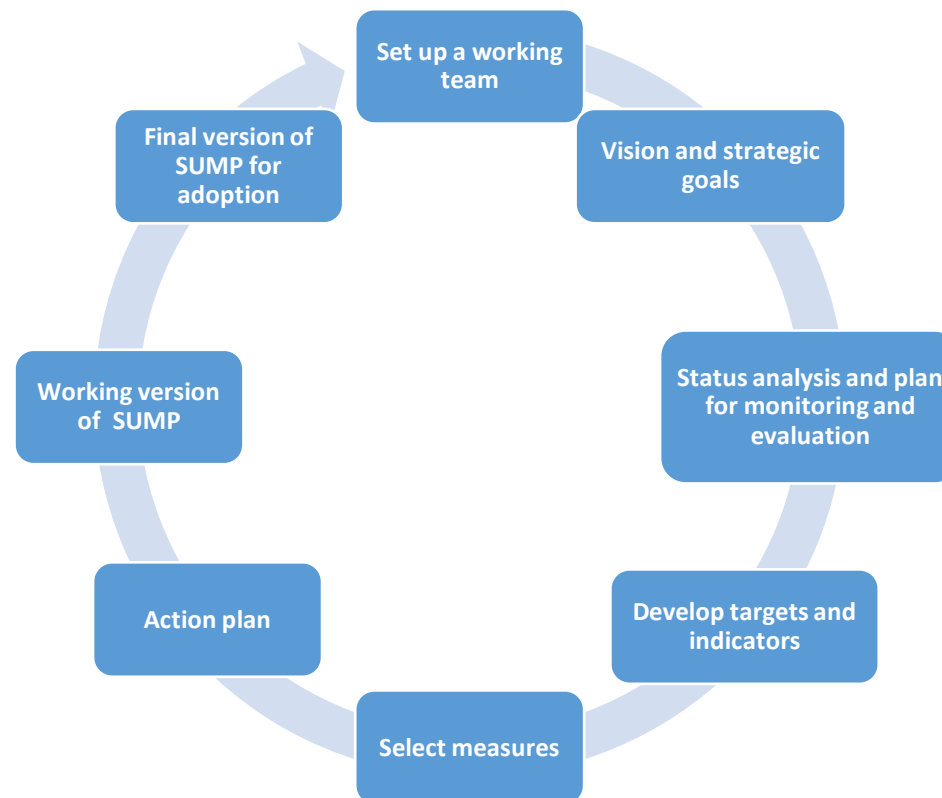 Set up a working
team
Vision and strategic
goals
Status analysis and plan
for monitoring and
evaluation
Develop targets and
indicators
Select measures
Action plan
Working version
of SUMP
Final version of
SUMP for
adoption